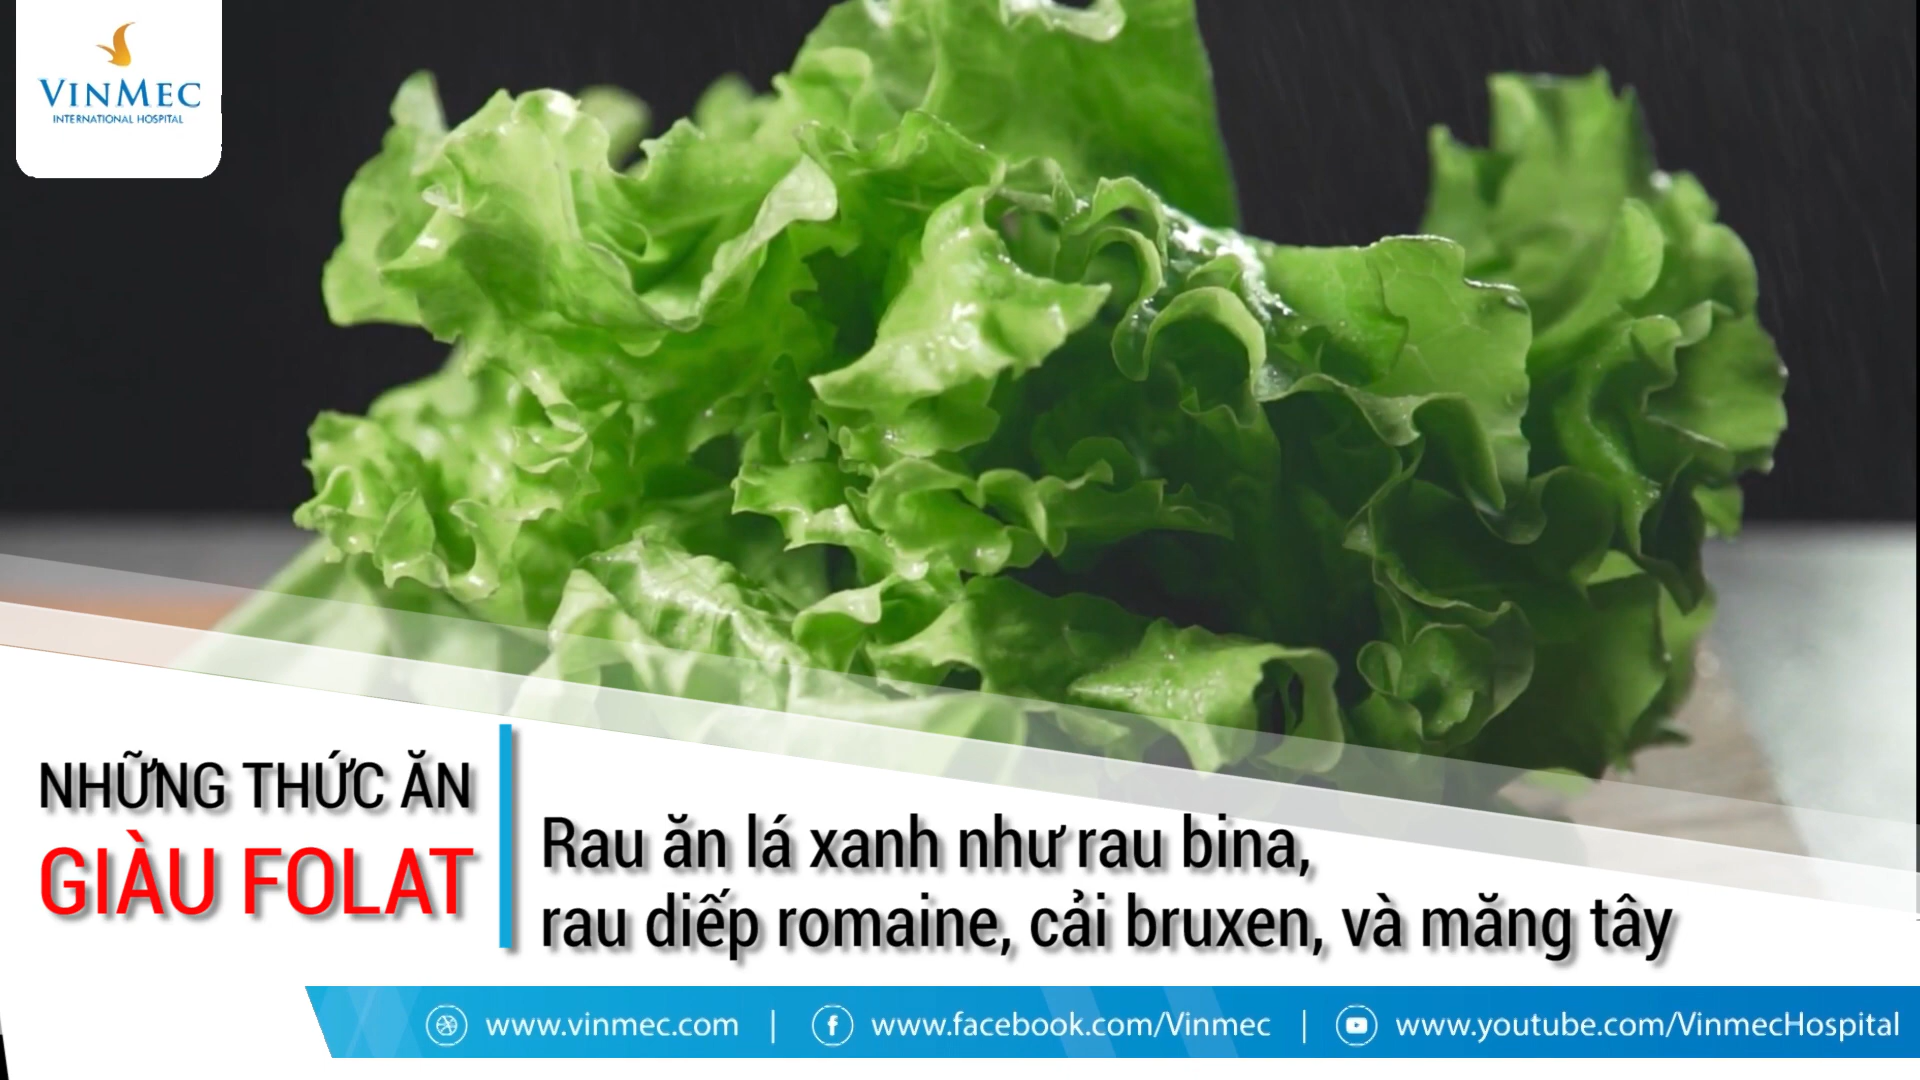 VINMEC
INTERNATIONAL HOSPITAL
NHỮNG THỨC ĂN
GIÀU FOLAT
Rau ăn lá xanh như rau bina,
rau diếp romaine, cải bruxen, và măng tây
www.vinmec.com | www.facebook.com/Vinmec | www.youtube.com/VinmecHospital